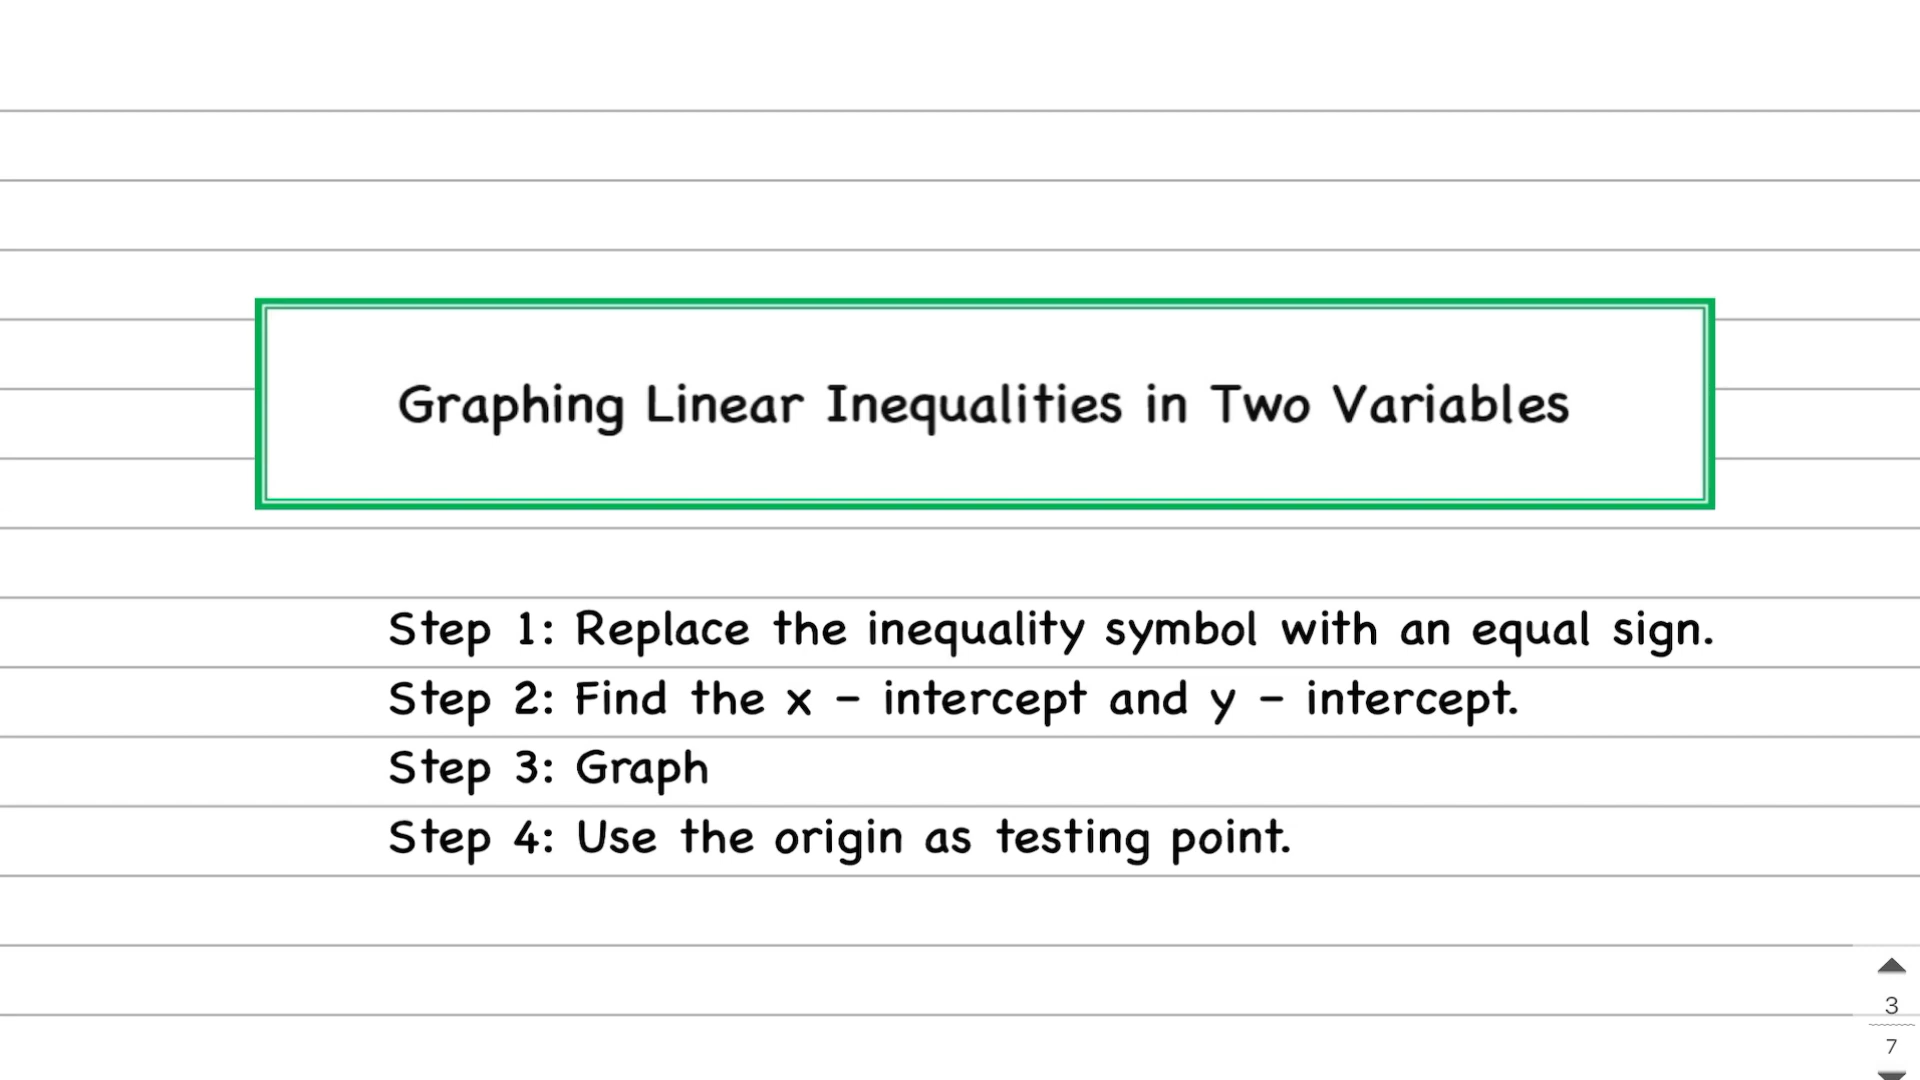 Graphing Linear Inequalities in Two Variables
Step 1: Replace the inequality symbol with an equal sign.
Step 2: Find the x – intercept and y – intercept.
Step 3: Graph
Step 4: Use the origin as testing point.
3
7